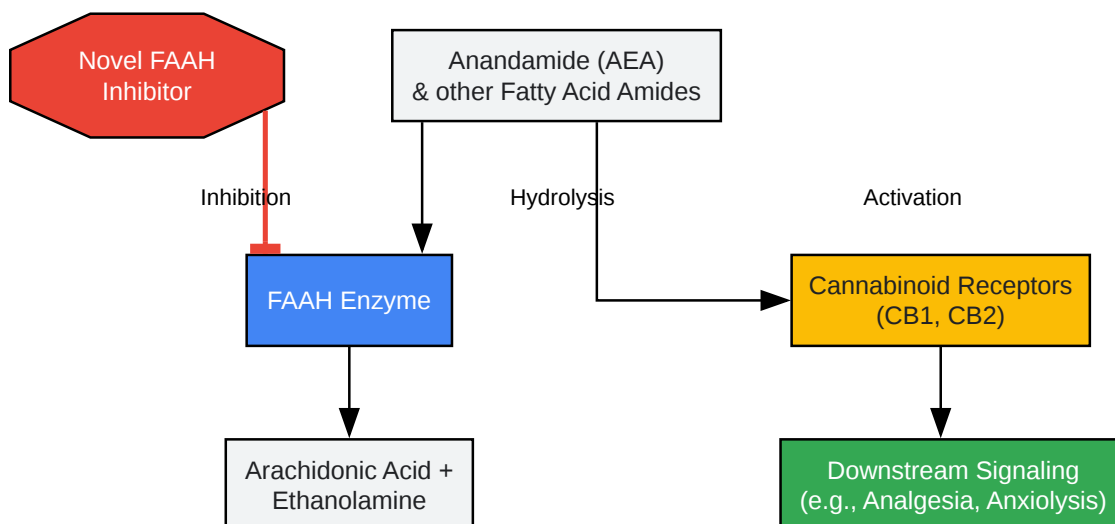 Novel FAAH
Inhibitor
Anandamide (AEA)
& other Fatty Acid Amides
Inhibition
Hydrolysis
Activation
FAAH Enzyme
Cannabinoid Receptors
(CB1, CB2)
Arachidonic Acid +
Ethanolamine
Downstream Signaling
(e.g., Analgesia, Anxiolysis)